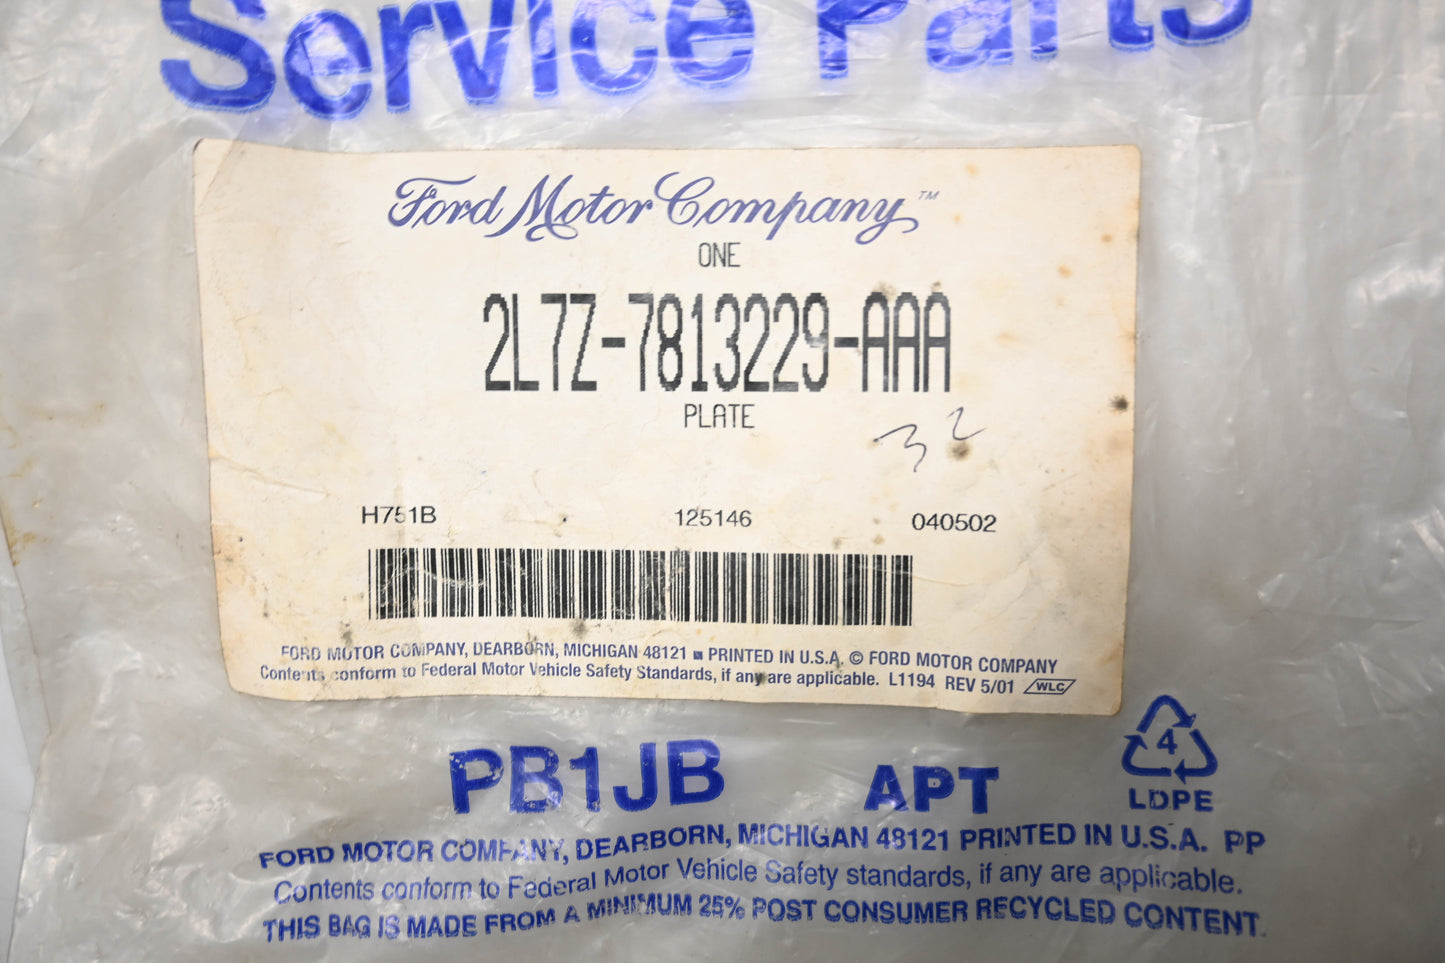 Service Parts
Ford Motor Company™
ONE
2L7Z-7813229-AAA
PLATE
32
H751B 125146 040502
FORD MOTOR COMPANY, DEARBORN, MICHIGAN 48121 ■ PRINTED IN U.S.A. © FORD MOTOR COMPANY
Contents conform to Federal Motor Vehicle Safety Standards, if any are applicable. L1194 REV 5/01 WLC
PB1JB APT
4
LDPE
FORD MOTOR COMPANY, DEARBORN, MICHIGAN 48121 PRINTED IN U.S.A. PP
Contents conform to Federal Motor Vehicle Safety standards, if any are applicable.
THIS BAG IS MADE FROM A MINIMUM 25% POST CONSUMER RECYCLED CONTENT.